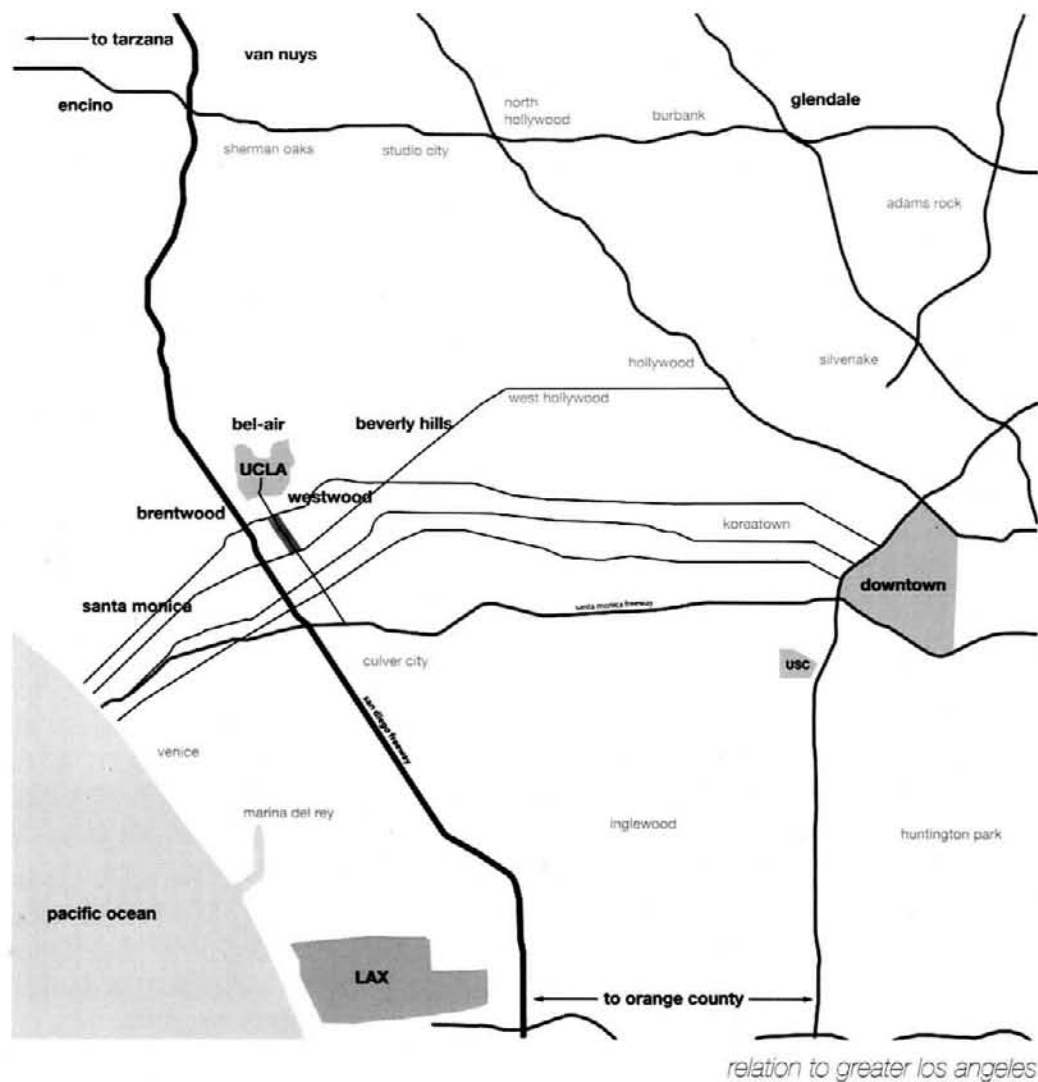 to tarzana
van nuys
encino
glendale
north
hollywood
burbank
sherman oaks
studio city
adams rock
hollywood
silverlake
west hollywood
bel-air
beverly hills
UCLA
westwood
brentwood
koreatown
downtown
santa monica
santa monica freeway
culver city
usc
san diego freeway
venice
marina del rey
inglewood
huntington park
pacific ocean
LAX
to orange county
relation to greater los angeles